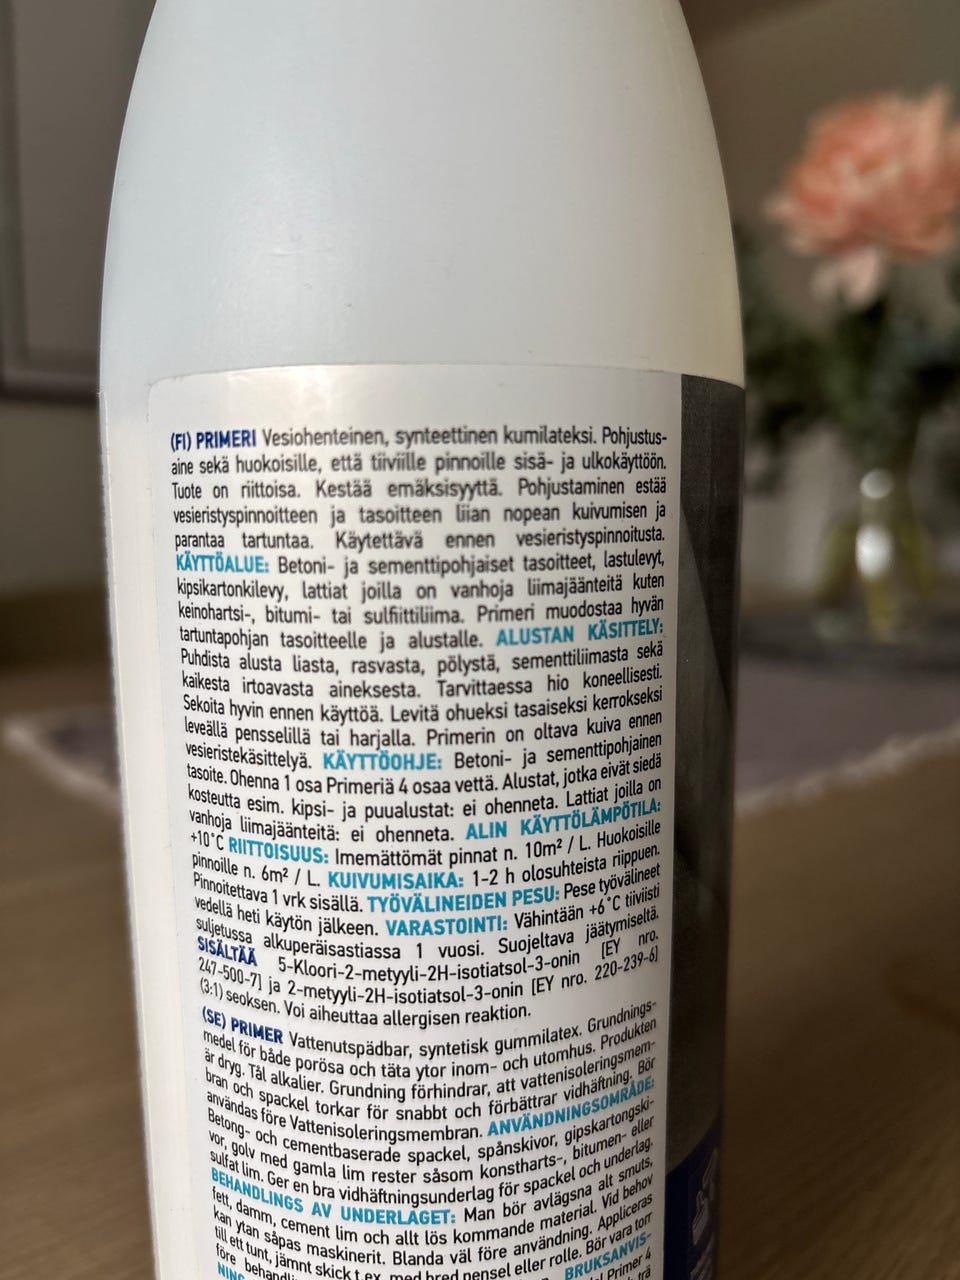 (FI) PRIMERI Vesiohenteinen, synteettinen kumilateksi. Pohjustus-
aine sekä huokoisille, että tiiviille pinnoille sisä- ja ulkokäyttöön.
Tuote on riittoisa. Kestää emäksisyyttä. Pohjustaminen estää
vesieristyspinnoitteen ja tasoitteen liian nopean kuivumisen ja
parantaa tartuntaa. Käytettävä ennen vesieristyspinnoitusta.
KÄYTTÖALUE: Betoni- ja sementtipohjaiset tasoitteet, lastulevyt,
kipsikartonkilevy, lattiat joilla on vanhoja liimajäänteitä kuten
keinohartsi-, bitumi- tai sulfiittiliima. Primeri muodostaa hyvän
tartuntapohjan tasoitteelle ja alustalle. ALUSTAN KÄSITTELY:
Puhdista alusta liasta, rasvasta, pölystä, sementtiliimasta sekä
kaikesta irtoavasta aineksesta. Tarvittaessa hio koneellisesti.
Sekoita hyvin ennen käyttöä. Levitä ohueksi tasaiseksi kerrokseksi
leveällä pensselillä tai harjalla. Primerin on oltava kuiva ennen
vesieristekäsittelyä. KÄYTTÖOHJE: Betoni- ja sementtipohjainen
tasoite. Ohenna 1 osa Primeriä 4 osaa vettä. Alustat, jotka eivät siedä
kosteutta esim. kipsi- ja puualustat: ei ohenneta. Lattiat joilla on
vanhoja liimajäänteitä: ei ohenneta. ALIN KÄYTTÖLÄMPÖTILA:
+10˚C RIITTOISUUS: Imemättömät pinnat n. 10m² / L. Huokoisille
pinnoille n. 6m² / L. KUIVUMISAIKA: 1-2 h olosuhteista riippuen.
Pinnoitettava 1 vrk sisällä. TYÖVÄLINEIDEN PESU: Pese työvälineet
vedellä heti käytön jälkeen. VARASTOINTI: Vähintään +6˚C tiiviisti
suljetussa alkuperäisastiassa 1 vuosi. Suojeltava jäätymiseltä.
SISÄLTÄÄ 5-Kloori-2-metyyli-2H-isotiatsol-3-onin [EY nro.
247-500-7] ja 2-metyyli-2H-isotiatsol-3-onin [EY nro. 220-239-6]
(3:1) seoksen. Voi aiheuttaa allergisen reaktion.
(SE) PRIMER Vattenutspädbar, syntetisk gummilatex. Grundnings-
medel för både porösa och täta ytor inom- och utomhus. Produkten
är dryg. Tål alkalier. Grundning förhindrar, att vattenisoleringsmem-
bran och spackel torkar för snabbt och förbättrar vidhäftning. Bör
användas före Vattenisoleringsmembran. ANVÄNDNINGSOMRÅDE:
Betong- och cementbaserade spackel, spånskivor, gipskartongski-
vor, golv med gamla lim rester såsom konstharts-, bitumen- eller
sulfat lim. Ger en bra vidhäftningsunderlag för spackel och underlag.
BEHANDLINGS AV UNDERLAGET: Man bör avlägsna alt smuts,
fett, damm, cement lim och allt lös kommande material. Vid behov
kan ytan såpas maskinerit. Blanda väl före användning. Appliceras
till ett tunt, jämnt skick t.ex. med bred pensel eller rolle. Bör vara torr
före BRUKSANVIS-
Primer 4